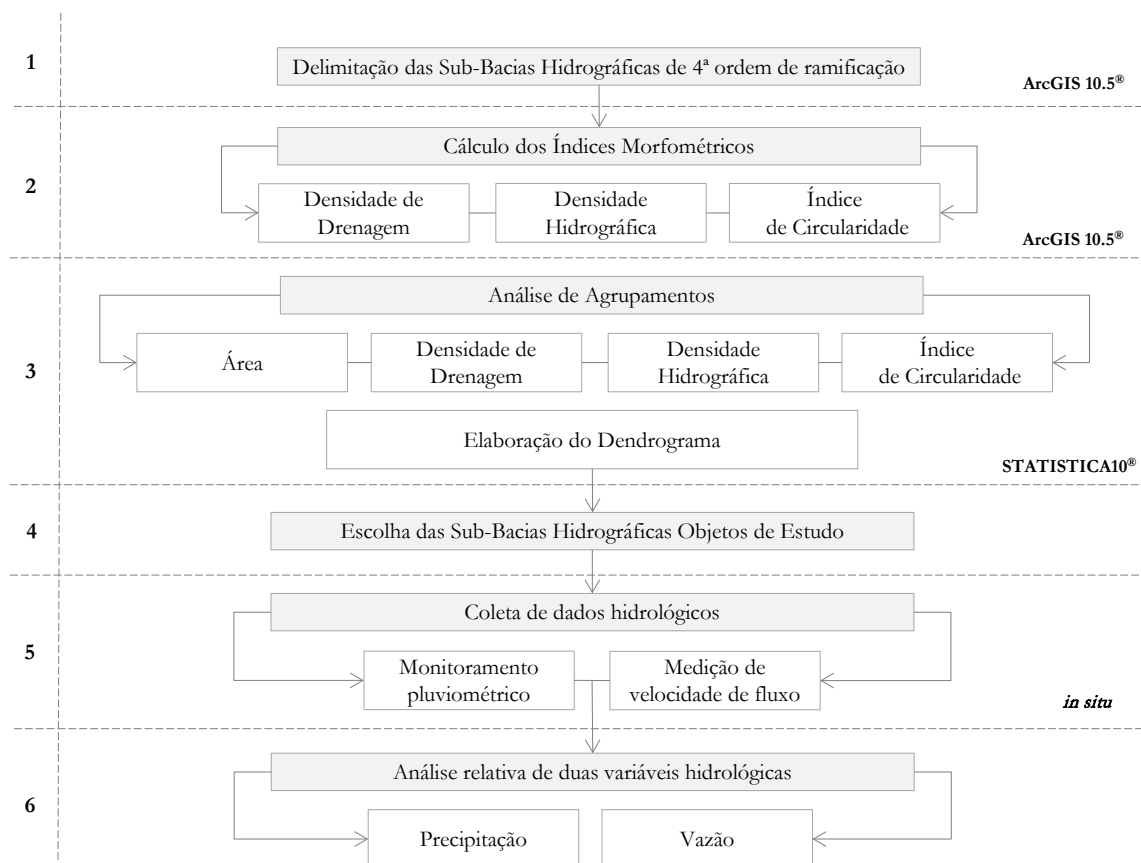 1
Delimitação das Sub-Bacias Hidrográficas de 4ª ordem de ramificação
ArcGIS 10.5®
2
Cálculo dos Índices Morfométricos
Densidade de
Drenagem
Densidade
Hidrográfica
Índice
de Circularidade
ArcGIS 10.5®
3
Análise de Agrupamentos
Área
Densidade de
Drenagem
Densidade
Hidrográfica
Índice
de Circularidade
Elaboração do Dendrograma
STATISTICA10®
4
Escolha das Sub-Bacias Hidrográficas Objetos de Estudo
5
Coleta de dados hidrológicos
Monitoramento
pluviométrico
Medição de
velocidade de fluxo
in situ
6
Análise relativa de duas variáveis hidrológicas
Precipitação
Vazão